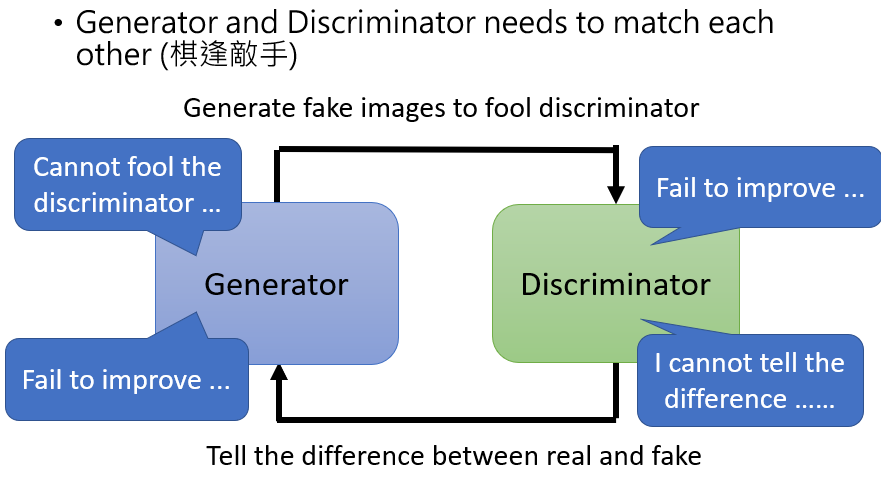 • Generator and Discriminator needs to match each
other (棋逢敵手)
Generate fake images to fool discriminator
Cannot fool the
discriminator …
Fail to improve …
Generator
Discriminator
Fail to improve …
I cannot tell the
difference ……
Tell the difference between real and fake